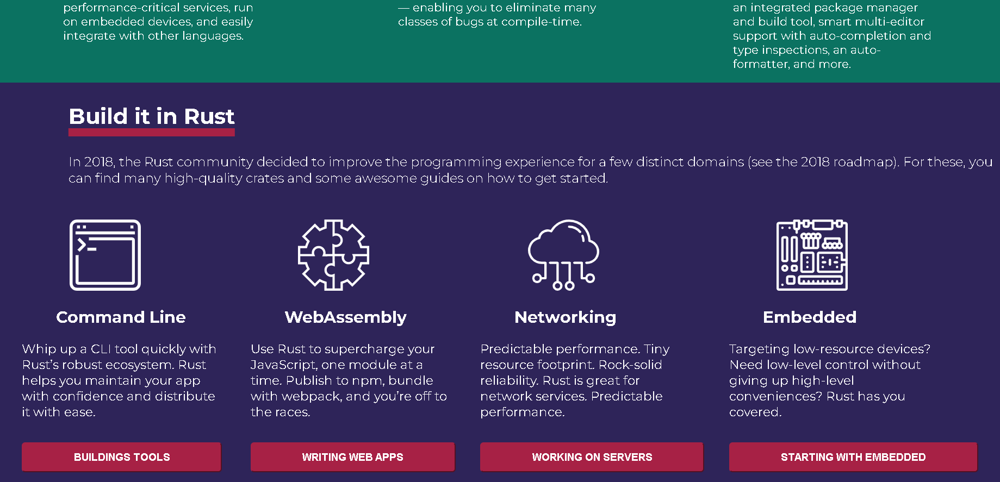 performance-critical services, run
on embedded devices, and easily
integrate with other languages.
— enabling you to eliminate many
classes of bugs at compile-time.
an integrated package manager
and build tool, smart multi-editor
support with auto-completion and
type inspections, an auto-
formatter, and more.
Build it in Rust
In 2018, the Rust community decided to improve the programming experience for a few distinct domains (see the 2018 roadmap). For these, you
can find many high-quality crates and some awesome guides on how to get started.
Command Line
Whip up a CLI tool quickly with
Rust’s robust ecosystem. Rust
helps you maintain your app
with confidence and distribute
it with ease.
BUILDINGS TOOLS
WebAssembly
Use Rust to supercharge your
JavaScript, one module at a
time. Publish to npm, bundle
with webpack, and you’re off to
the races.
WRITING WEB APPS
Networking
Predictable performance. Tiny
resource footprint. Rock-solid
reliability. Rust is great for
network services. Predictable
performance.
WORKING ON SERVERS
Embedded
Targeting low-resource devices?
Need low-level control without
giving up high-level
conveniences? Rust has you
covered.
STARTING WITH EMBEDDED